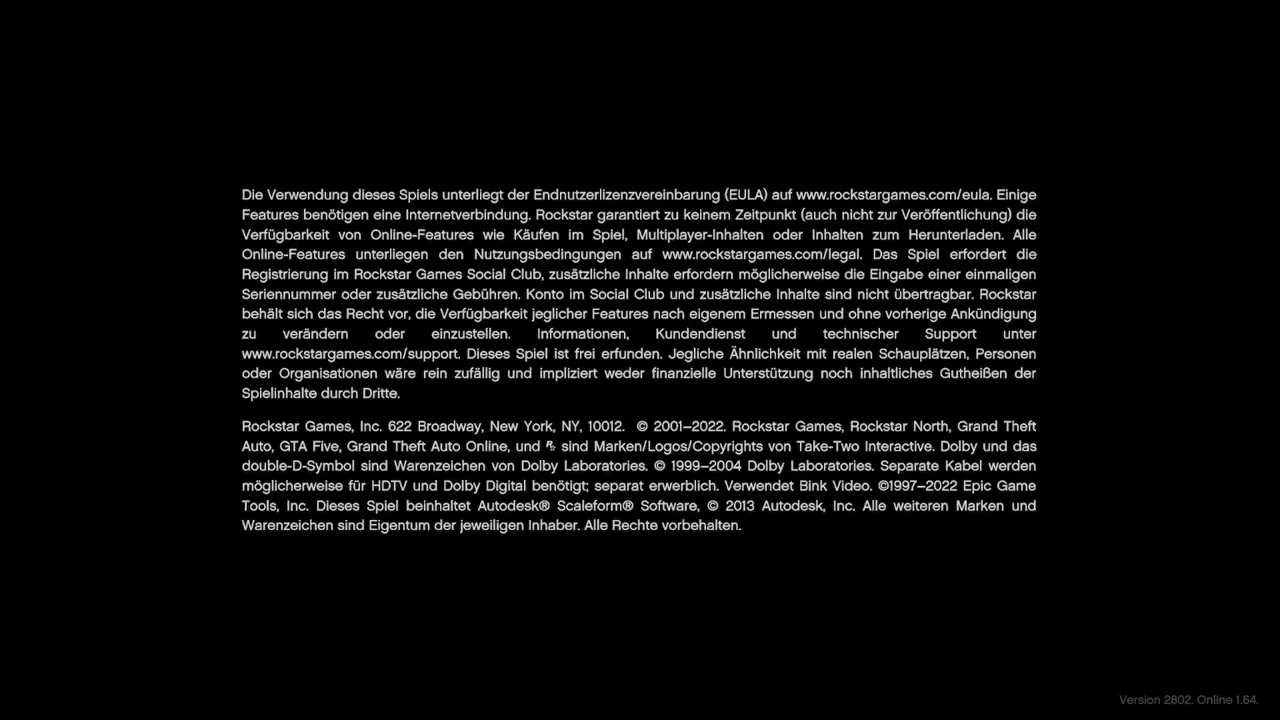 Die Verwendung dieses Spiels unterliegt der Endnutzerlizenzvereinbarung (EULA) auf www.rockstargames.com/eula. Einige
Features benötigen eine Internetverbindung. Rockstar garantiert zu keinem Zeitpunkt (auch nicht zur Veröffentlichung) die
Verfügbarkeit von Online-Features wie Käufen im Spiel, Multiplayer-Inhalten oder Inhalten zum Herunterladen. Alle
Online-Features unterliegen den Nutzungsbedingungen auf www.rockstargames.com/legal. Das Spiel erfordert die
Registrierung im Rockstar Games Social Club, zusätzliche Inhalte erfordern möglicherweise die Eingabe einer einmaligen
Seriennummer oder zusätzliche Gebühren. Konto im Social Club und zusätzliche Inhalte sind nicht übertragbar. Rockstar
behält sich das Recht vor, die Verfügbarkeit jeglicher Features nach eigenem Ermessen und ohne vorherige Ankündigung
zu verändern oder einzustellen. Informationen, Kundendienst und technischer Support unter
www.rockstargames.com/support. Dieses Spiel ist frei erfunden. Jegliche Ähnlichkeit mit realen Schauplätzen, Personen
oder Organisationen wäre rein zufällig und impliziert weder finanzielle Unterstützung noch inhaltliches Gutheißen der
Spielinhalte durch Dritte.
Rockstar Games, Inc. 622 Broadway, New York, NY, 10012. © 2001–2022. Rockstar Games, Rockstar North, Grand Theft
Auto, GTA Five, Grand Theft Auto Online, und R* sind Marken/Logos/Copyrights von Take-Two Interactive. Dolby und das
double-D-Symbol sind Warenzeichen von Dolby Laboratories. © 1999–2004 Dolby Laboratories. Separate Kabel werden
möglicherweise für HDTV und Dolby Digital benötigt; separat erwerblich. Verwendet Bink Video. ©1997–2022 Epic Game
Tools, Inc. Dieses Spiel beinhaltet Autodesk® Scaleform® Software, © 2013 Autodesk, Inc. Alle weiteren Marken und
Warenzeichen sind Eigentum der jeweiligen Inhaber. Alle Rechte vorbehalten.
Version 2802. Online 1.64.